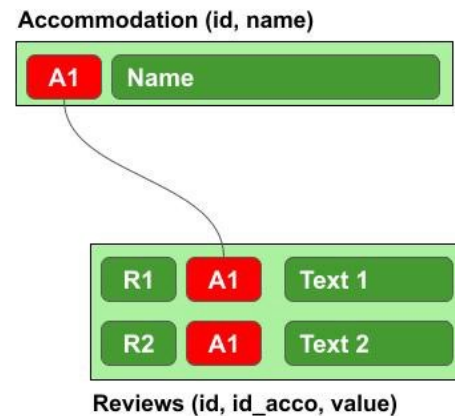 Accommodation (id, name)
A1 Name
R1 A1 Text 1
R2 A1 Text 2
Reviews (id, id_acco, value)